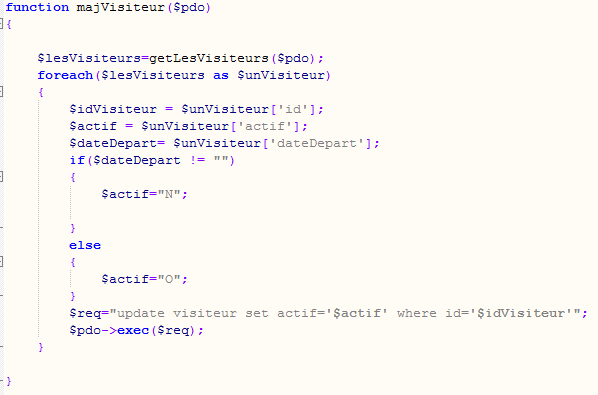 function majVisiteur($pdo)
{
$lesVisiteurs=getLesVisiteurs($pdo);
foreach($lesVisiteurs as $unVisiteur)
{
$idVisiteur = $unVisiteur['id'];
$actif = $unVisiteur['actif'];
$dateDepart= $unVisiteur['dateDepart'];
if($dateDepart != "")
{
$actif="N";
}
else
{
$actif="O";
}
$req="update visiteur set actif='$actif' where id='$idVisiteur'";
$pdo->exec($req);
}
}